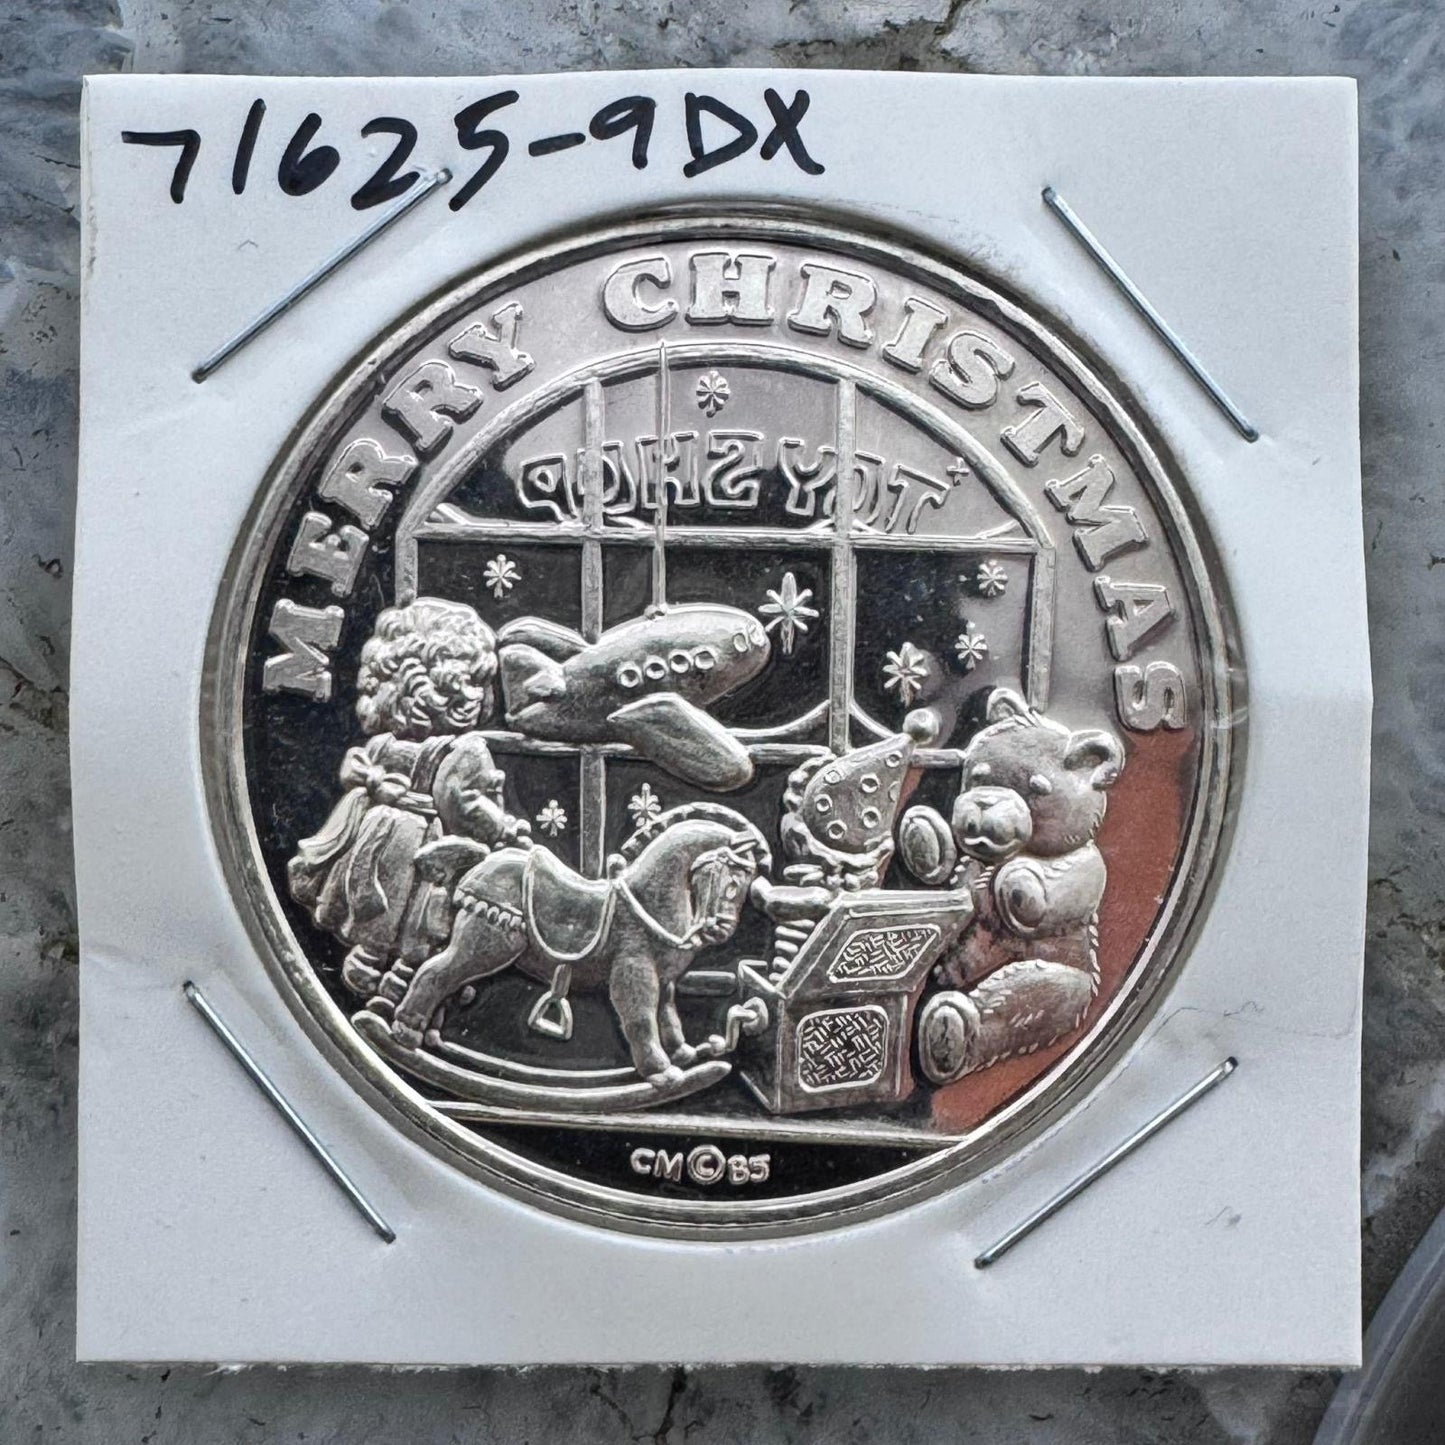 71625-9DX
MERRY CHRISTMAS
TOY SHOP
CM©85